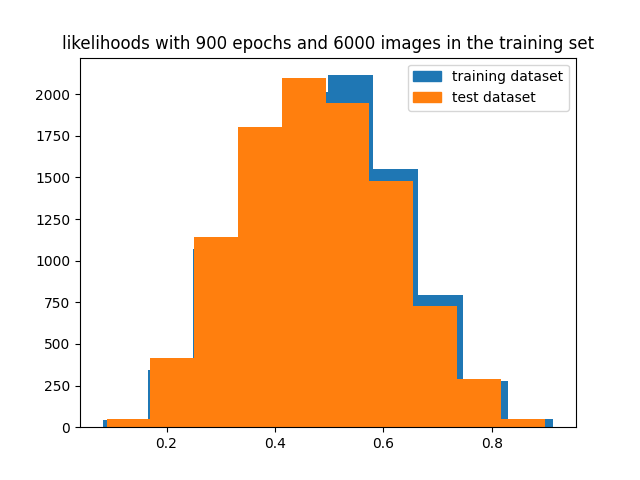 likelihoods with 900 epochs and 6000 images in the training set
training dataset
test dataset
2000
1750
1500
1250
1000
750
500
250
0
0.2 0.4 0.6 0.8